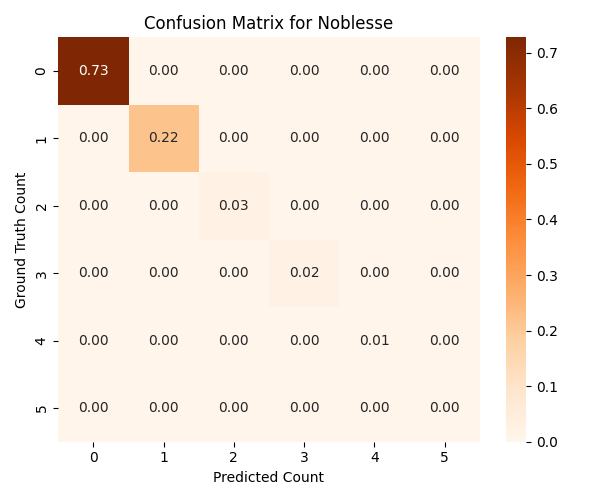 Confusion Matrix for Noblesse
Ground Truth Count
0 0.73 0.00 0.00 0.00 0.00 0.00
1 0.00 0.22 0.00 0.00 0.00 0.00
2 0.00 0.00 0.03 0.00 0.00 0.00
3 0.00 0.00 0.00 0.02 0.00 0.00
4 0.00 0.00 0.00 0.00 0.01 0.00
5 0.00 0.00 0.00 0.00 0.00 0.00
0 1 2 3 4 5
Predicted Count
0.7
0.6
0.5
0.4
0.3
0.2
0.1
0.0